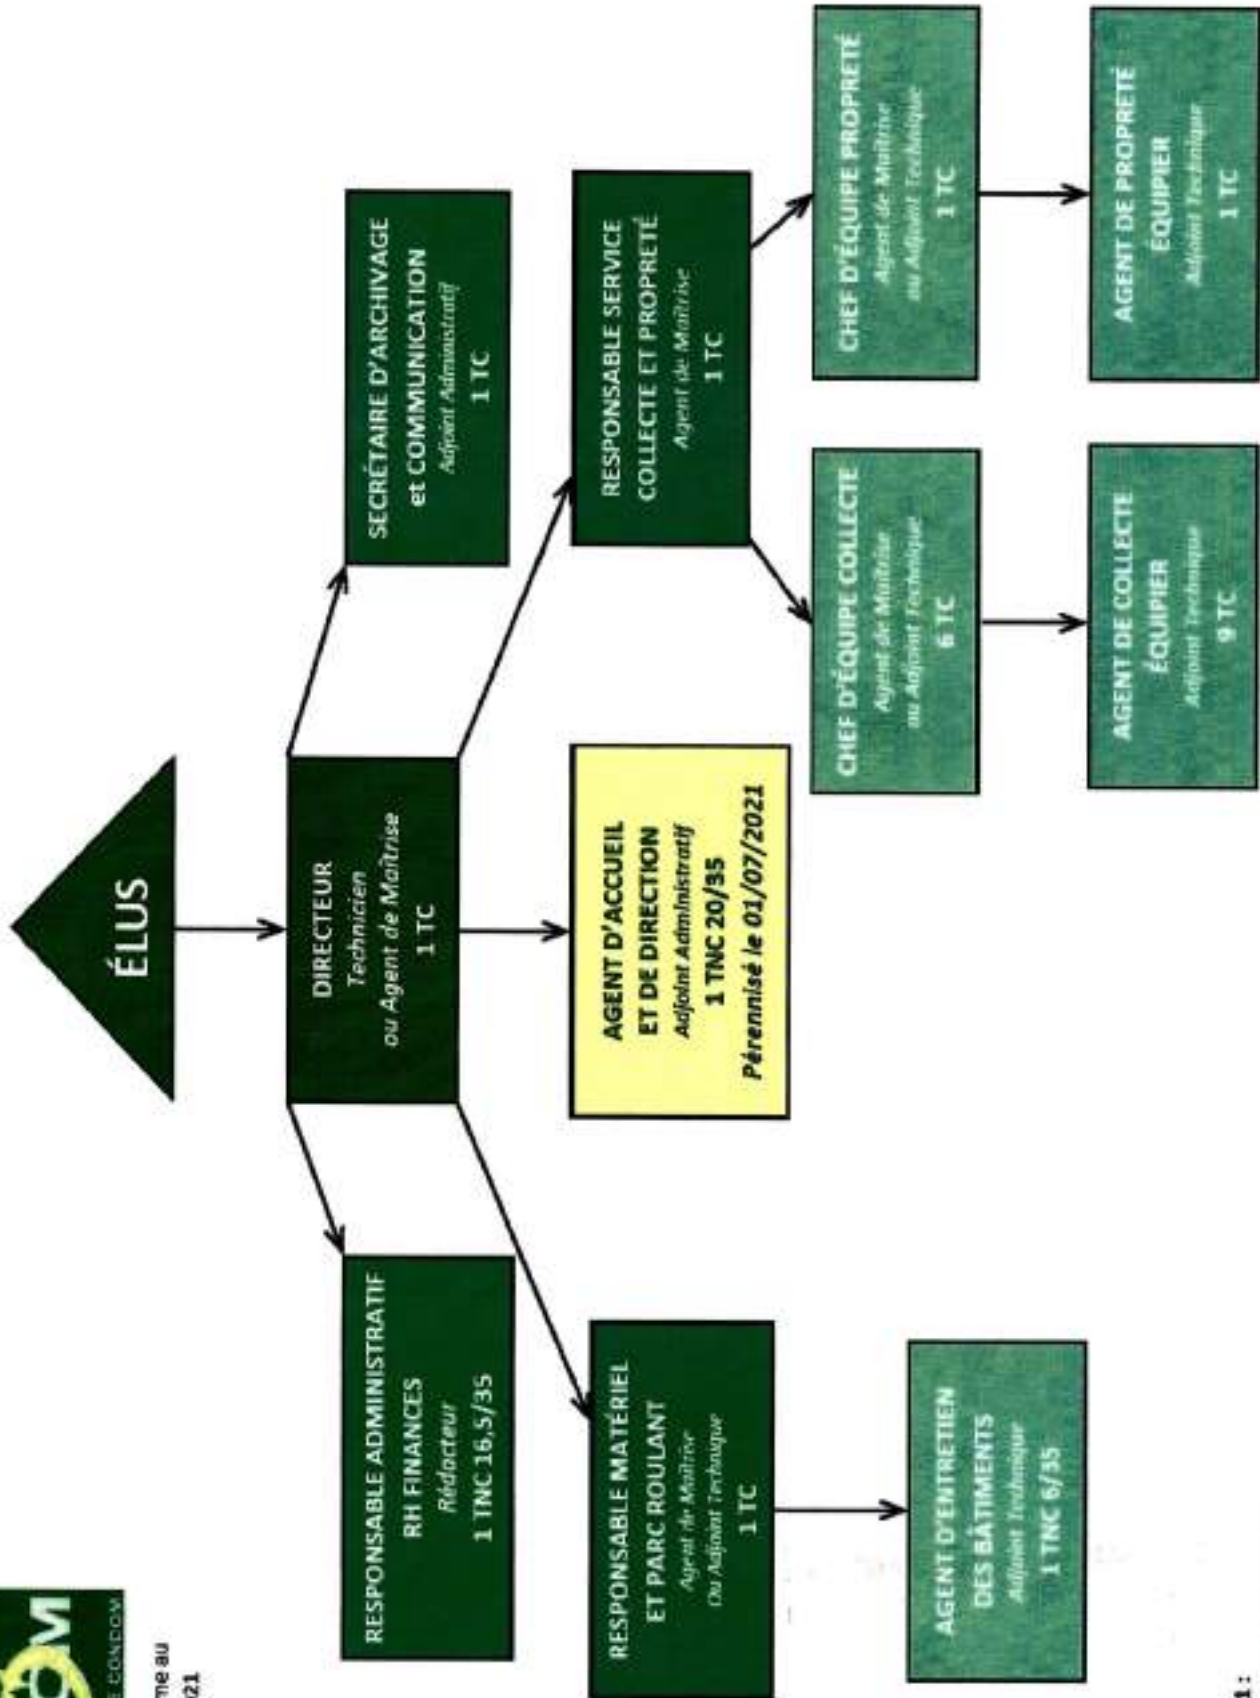 E CONDOM
me au
21
ÉLUS
DIRECTEUR
Technicien
ou Agent de Maîtrise
1 TC
RESPONSABLE ADMINISTRATIF
RH FINANCES
Rédacteur
1 TNC 16,5/35
SECRÉTAIRE D'ARCHIVAGE
et COMMUNICATION
Adjoint Administratif
1 TC
RESPONSABLE MATÉRIEL
ET PARC ROULANT
Agent de Maîtrise
Ou Adjoint Technique
1 TC
AGENT D'ACCUEIL
ET DE DIRECTION
Adjoint Administratif
1 TNC 20/35
Pérennisé le 01/07/2021
RESPONSABLE SERVICE
COLLECTE ET PROPRETÉ
Agent de Maîtrise
1 TC
AGENT D'ENTRETIEN
DES BÂTIMENTS
Adjoint Technique
1 TNC 6/35
CHEF D'ÉQUIPE COLLECTE
Agent de Maîtrise
ou Adjoint Technique
6 TC
CHEF D'ÉQUIPE PROPRETÉ
Agent de Maîtrise
ou Adjoint Technique
1 TC
AGENT DE COLLECTE
ÉQUIPIER
Adjoint Technique
9 TC
AGENT DE PROPRETÉ
ÉQUIPIER
Adjoint Technique
1 TC
1 :